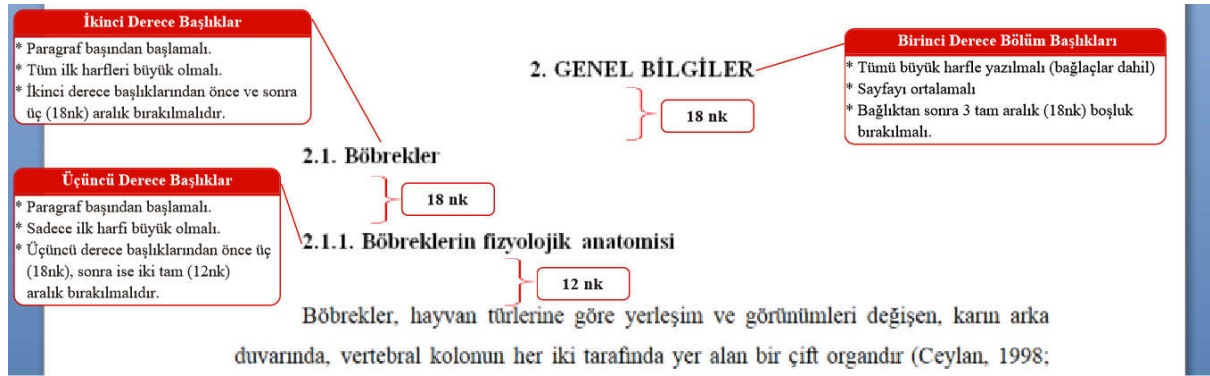 İkinci Derece Başlıklar
* Paragraf başından başlamalı.
* Tüm ilk harfleri büyük olmalı.
* İkinci derece başlıklarından önce ve sonra
üç (18nk) aralık bırakılmalıdır.
Birinci Derece Bölüm Başlıkları
* Tümü büyük harfle yazılmalı (bağlaçlar dahil)
* Sayfayı ortalamalı
* Bağlıktan sonra 3 tam aralık (18nk) boşluk
bırakılmalı.
2. GENEL BİLGİLER
18 nk
2.1. Böbrekler
Üçüncü Derece Başlıklar
* Paragraf başından başlamalı.
* Sadece ilk harfi büyük olmalı.
* Üçüncü derece başlıklarından önce üç
(18nk), sonra ise iki tam (12nk)
aralık bırakılmalıdır.
18 nk
2.1.1. Böbreklerin fizyolojik anatomisi
12 nk
Böbrekler, hayvan türlerine göre yerleşim ve görünümleri değişen, karın arka
duvarında, vertebral kolonun her iki tarafında yer alan bir çift organdır (Ceylan, 1998;